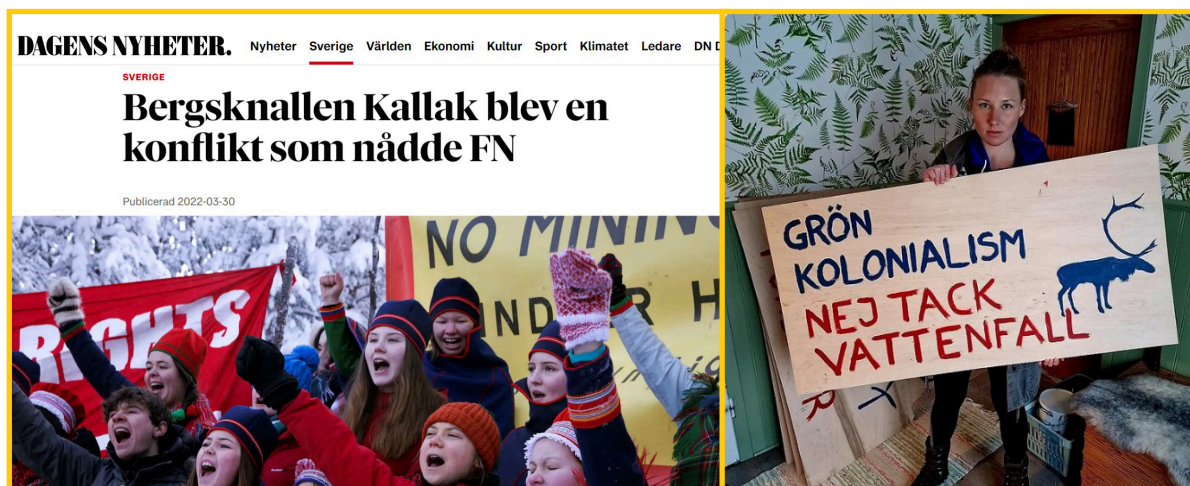 DAGENS NYHETER.
Nyheter Sverige Världen Ekonomi Kultur Sport Klimatet Ledare DN D
SVERIGE
Bergsknallen Kallak blev en
konflikt som nådde FN
Publicerad 2022-03-30
RIGHTS
NO MINING
GRÖN
KOLONIALISM
NEJ TACK
VATTENFALL